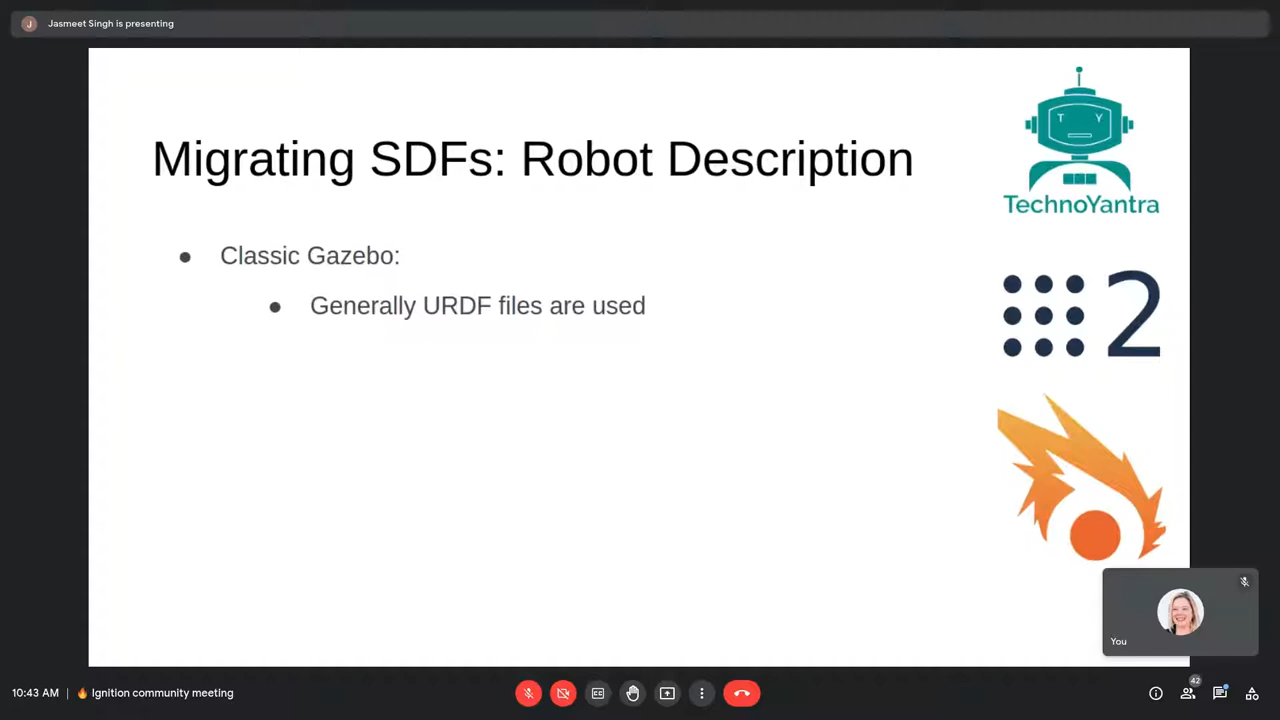 J
Jasmeet Singh is presenting
T Y
Migrating SDFs: Robot Description
TechnoYantra
● Classic Gazebo:
● Generally URDF files are used
2
You
10:43 AM | 🔥 Ignition community meeting
CC
42